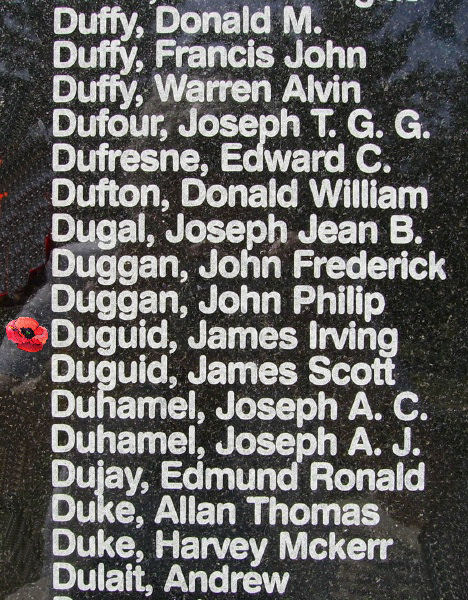 Duffy, Donald M.
Duffy, Francis John
Duffy, Warren Alvin
Dufour, Joseph T. G. G.
Dufresne, Edward C.
Dufton, Donald William
Dugal, Joseph Jean B.
Duggan, John Frederick
Duggan, John Philip
Duguid, James Irving
Duguid, James Scott
Duhamel, Joseph A. C.
Duhamel, Joseph A. J.
Dujay, Edmund Ronald
Duke, Allan Thomas
Duke, Harvey Mckerr
Dulait, Andrew